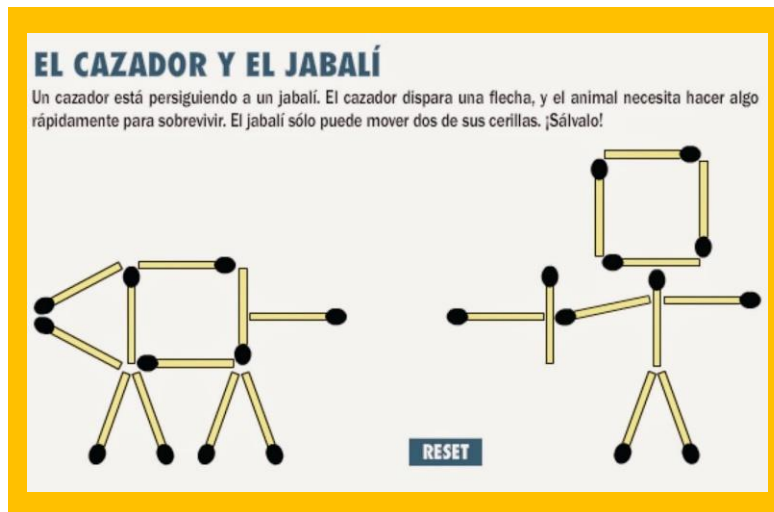 EL CAZADOR Y EL JABALÍ
Un cazador está persiguiendo a un jabalí. El cazador dispara una flecha, y el animal necesita hacer algo
rápidamente para sobrevivir. El jabalí sólo puede mover dos de sus cerillas. ¡Sálvalo!
RESET